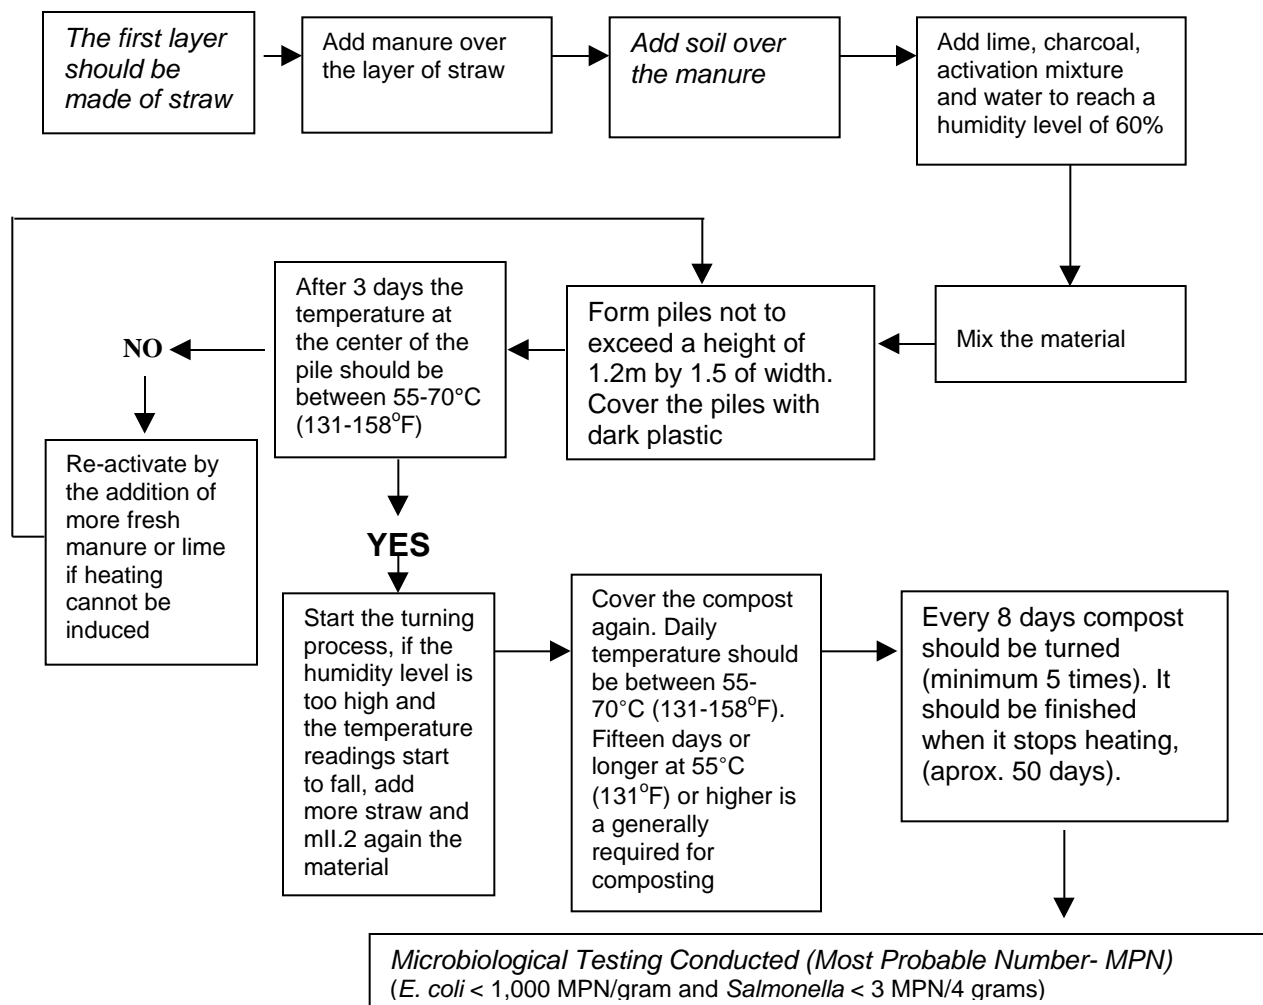 The first layer
should be
made of straw
Add manure over
the layer of straw
Add soil over
the manure
Add lime, charcoal,
activation mixture
and water to reach a
humidity level of 60%
Mix the material
Form piles not to
exceed a height of
1.2m by 1.5 of width.
Cover the piles with
dark plastic
After 3 days the
temperature at
the center of the
pile should be
between 55-70°C
(131-158°F)
NO
Re-activate by
the addition of
more fresh
manure or lime
if heating
cannot be
induced
YES
Start the turning
process, if the
humidity level is
too high and
the temperature
readings start
to fall, add
more straw and
mII.2 again the
material
Cover the compost
again. Daily
temperature should
be between 55-
70°C (131-158°F).
Fifteen days or
longer at 55°C
(131°F) or higher is
a generally
required for
composting
Every 8 days compost
should be turned
(minimum 5 times). It
should be finished
when it stops heating,
(aprox. 50 days).
Microbiological Testing Conducted (Most Probable Number- MPN)
(E. coli < 1,000 MPN/gram and Salmonella < 3 MPN/4 grams)